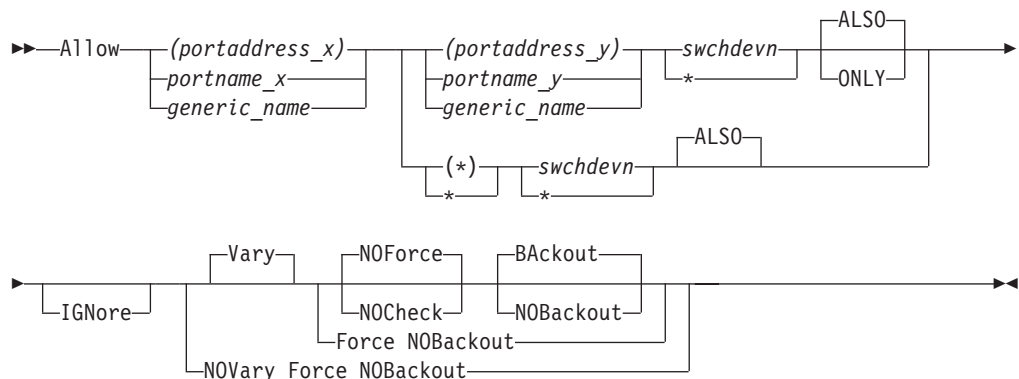 ALSO
Allow (portaddress_x) (portaddress_y) swchdevn
portname_x portname_y * ONLY
generic_name generic_name
ALSO
(*) swchdevn
* *
Vary NOForce BAckout
IGNore NOCheck NOBackout
Force NOBackout
NOVary Force NOBackout